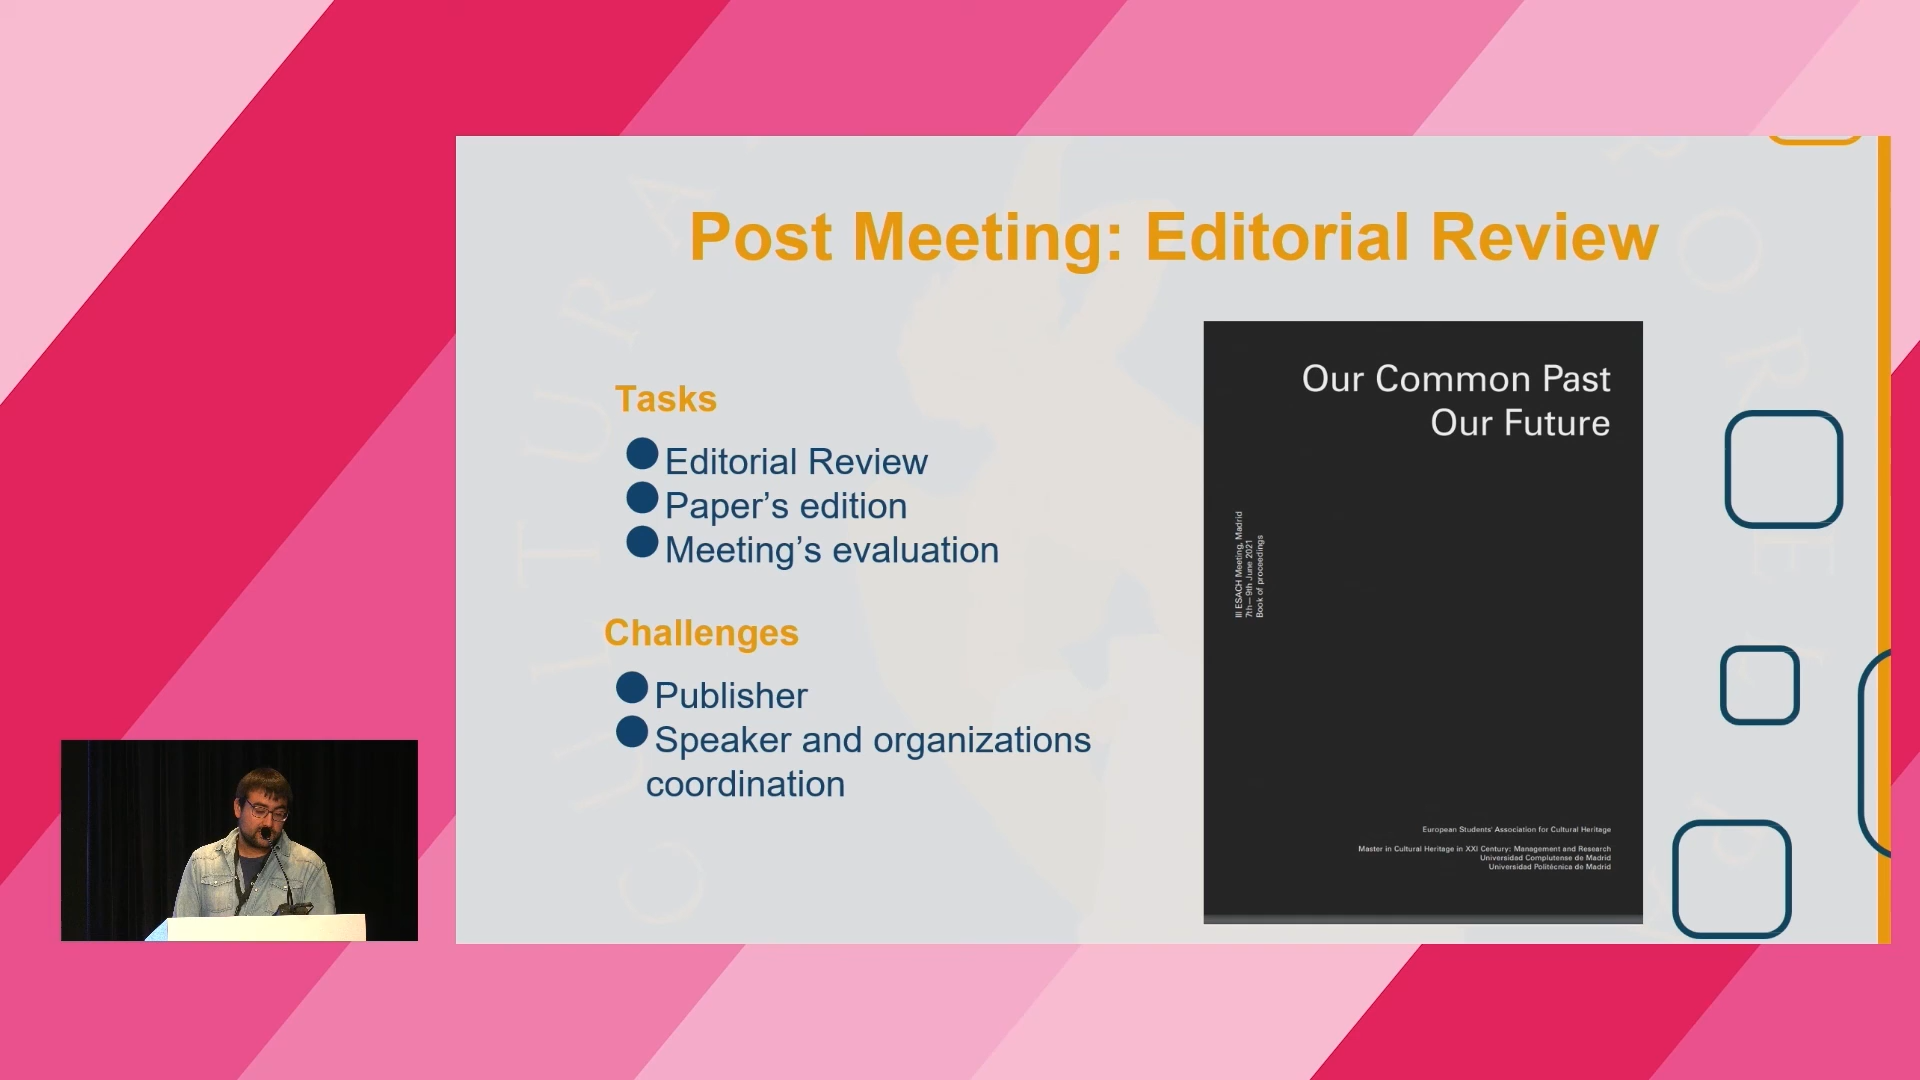 Post Meeting: Editorial Review
Tasks
Editorial Review
Paper’s edition
Meeting’s evaluation
Challenges
Publisher
Speaker and organizations
coordination
Our Common Past
Our Future
III ESACH Meeting, Madrid
7th—9th June 2021
Book of proceedings
European Students' Association for Cultural Heritage
Master in Cultural Heritage in XXI Century: Management and Research
Universidad Complutense de Madrid
Universidad Politécnica de Madrid